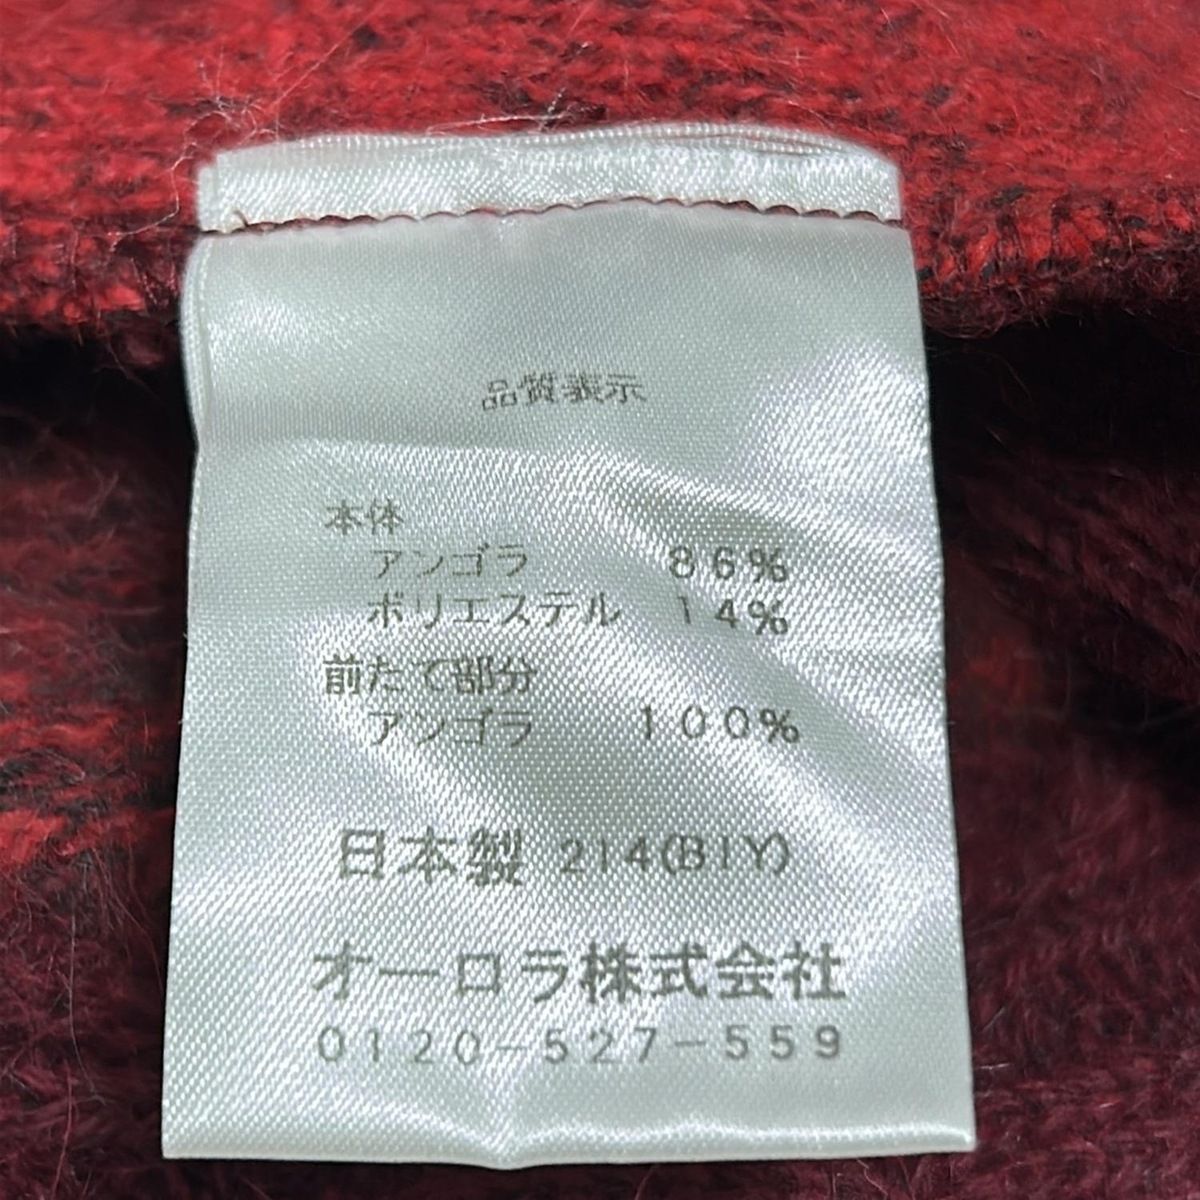 品質表示
本体
アンゴラ 86%
ポリエステル 14%
前たて部分
アンゴラ 100%
日本製 214(BIY)
オーロラ株式会社
0120-527-559